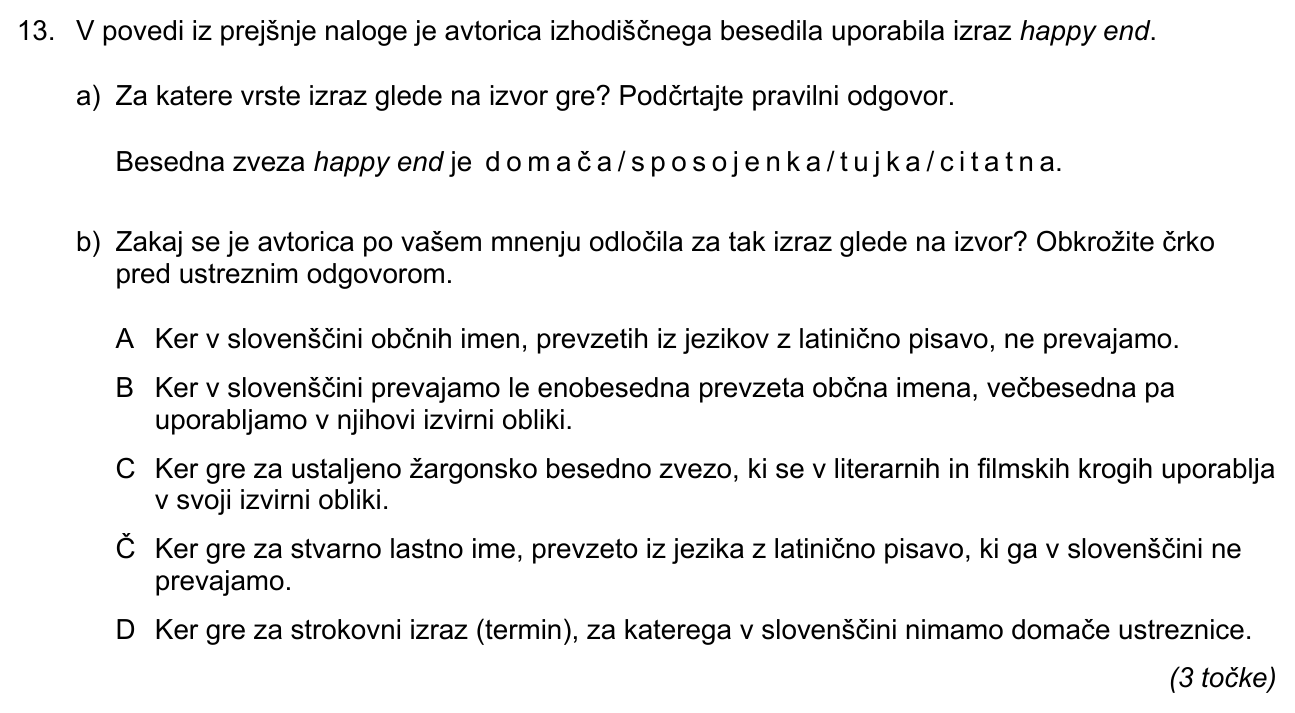 13. V povedi iz prejšnje naloge je avtorica izhodiščnega besedila uporabila izraz happy end.
a) Za katere vrste izraz glede na izvor gre? Podčrtajte pravilni odgovor.
Besedna zveza happy end je domača/sposojenka/tujka/citatna.
b) Zakaj se je avtorica po vašem mnenju odločila za tak izraz glede na izvor? Obkrožite črko
pred ustreznim odgovorom.
A Ker v slovenščini občnih imen, prevzetih iz jezikov z latinično pisavo, ne prevajamo.
B Ker v slovenščini prevajamo le enobesedna prevzeta občna imena, večbesedna pa
uporabljamo v njihovi izvirni obliki.
C Ker gre za ustaljeno žargonsko besedno zvezo, ki se v literarnih in filmskih krogih uporablja
v svoji izvirni obliki.
Č Ker gre za stvarno lastno ime, prevzeto iz jezika z latinično pisavo, ki ga v slovenščini ne
prevajamo.
D Ker gre za strokovni izraz (termin), za katerega v slovenščini nimamo domače ustreznice.
(3 točke)